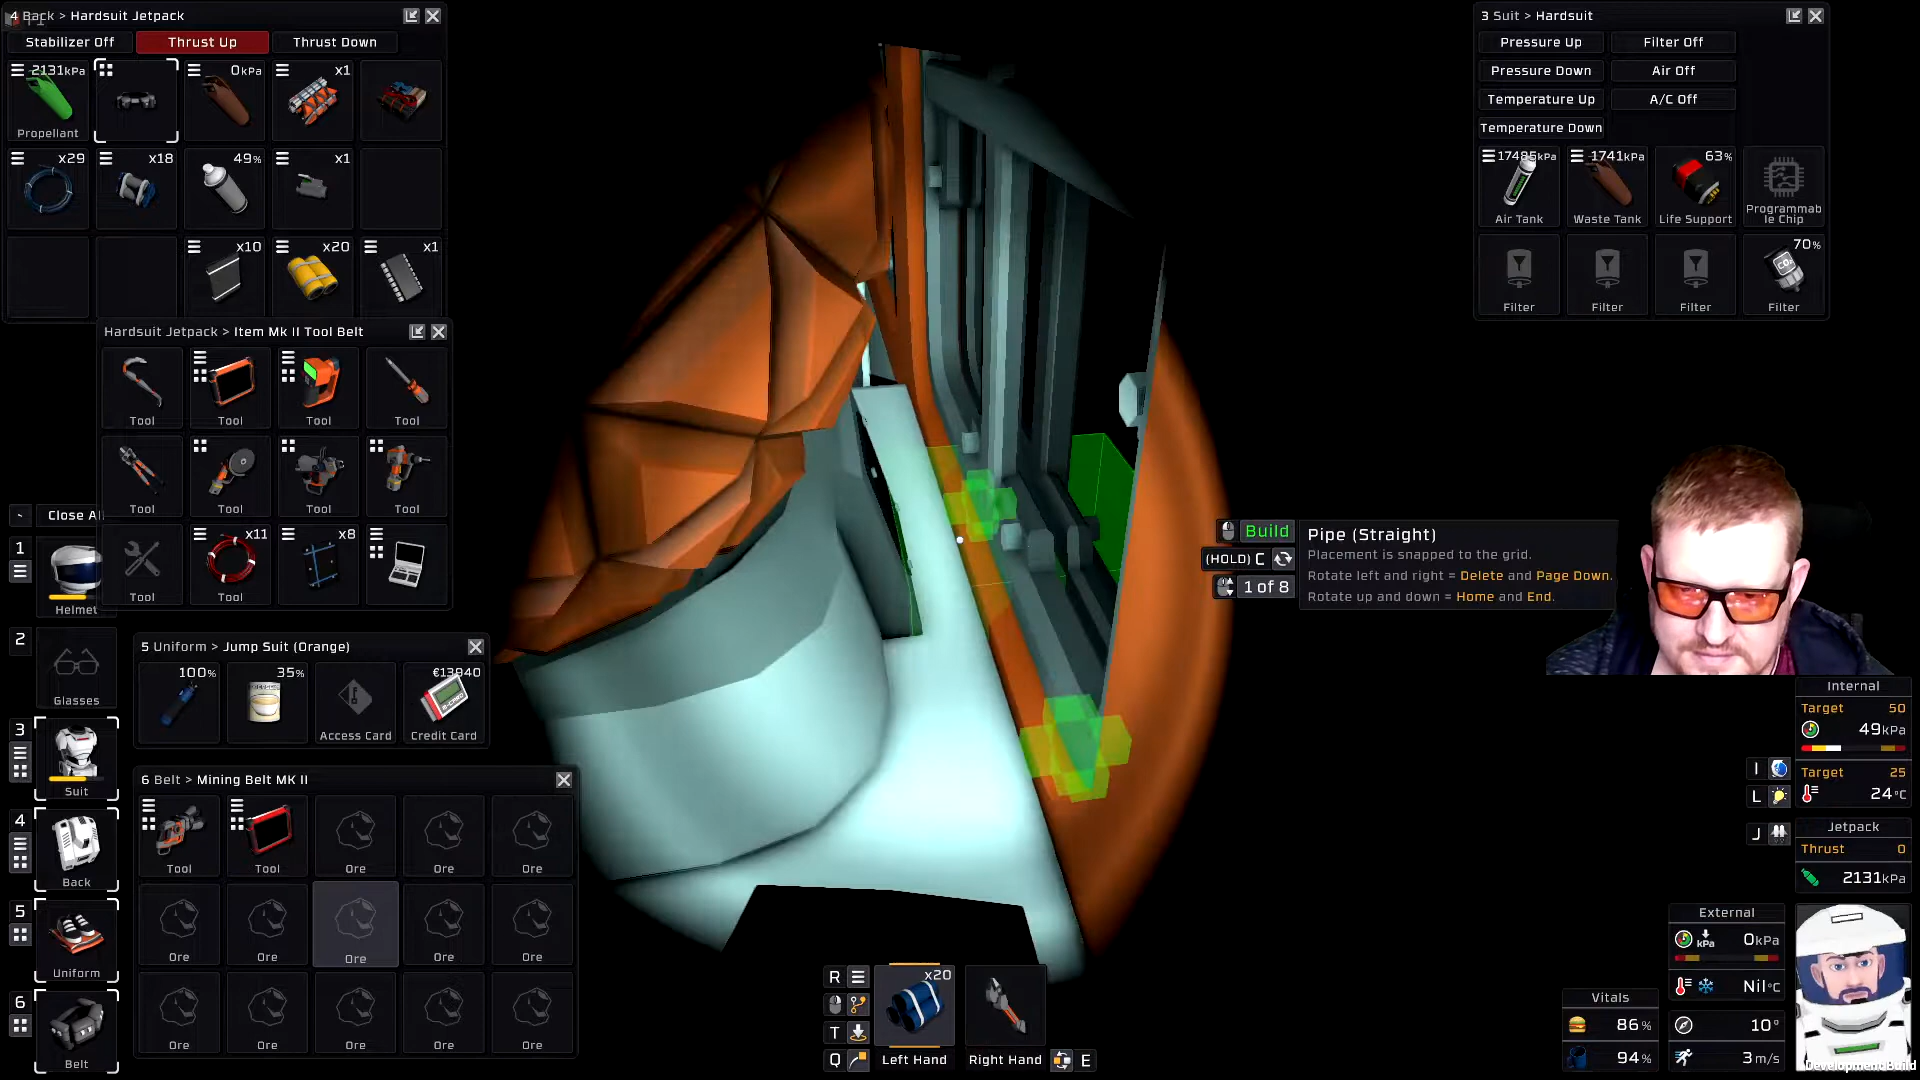 4 Back > Hardsuit Jetpack
Stabilizer Off
Thrust Up
Thrust Down
2131kPa
Propellant
0kPa
x1
x29
x18
49%
x1
x10
x20
x1
Hardsuit Jetpack > Item Mk II Tool Belt
Tool
Tool
Tool
Tool
Tool
Tool
Tool
Tool
Tool
x11
Tool
x8
~ Close All
1
Helmet
2
Glasses
3
Suit
4
Back
5
Uniform
6
Belt
5 Uniform > Jump Suit (Orange)
100%
35%
Access Card
€13940
Credit Card
6 Belt > Mining Belt MK II
Tool
Tool
Ore
Ore
Ore
Ore
Ore
Ore
Ore
Ore
Ore
Ore
Ore
Ore
Ore
3 Suit > Hardsuit
Pressure Up
Filter Off
Pressure Down
Air Off
Temperature Up
A/C Off
Temperature Down
17485kPa
Air Tank
1741kPa
Waste Tank
63%
Life Support
Programmab
le Chip
Filter
Filter
Filter
70%
CO₂
Filter
Build
(HOLD) C
1 of 8
Pipe (Straight)
Placement is snapped to the grid.
Rotate left and right = Delete and Page Down.
Rotate up and down = Home and End.
R
T
Q
x20
Left Hand
Right Hand
E
Internal
Target 50
49kPa
Target 25
24°C
I
L
J
Jetpack
Thrust 0
2131kPa
External
kPa
0kPa
Nil°C
10°
3m/s
Vitals
86%
94%
Development Build